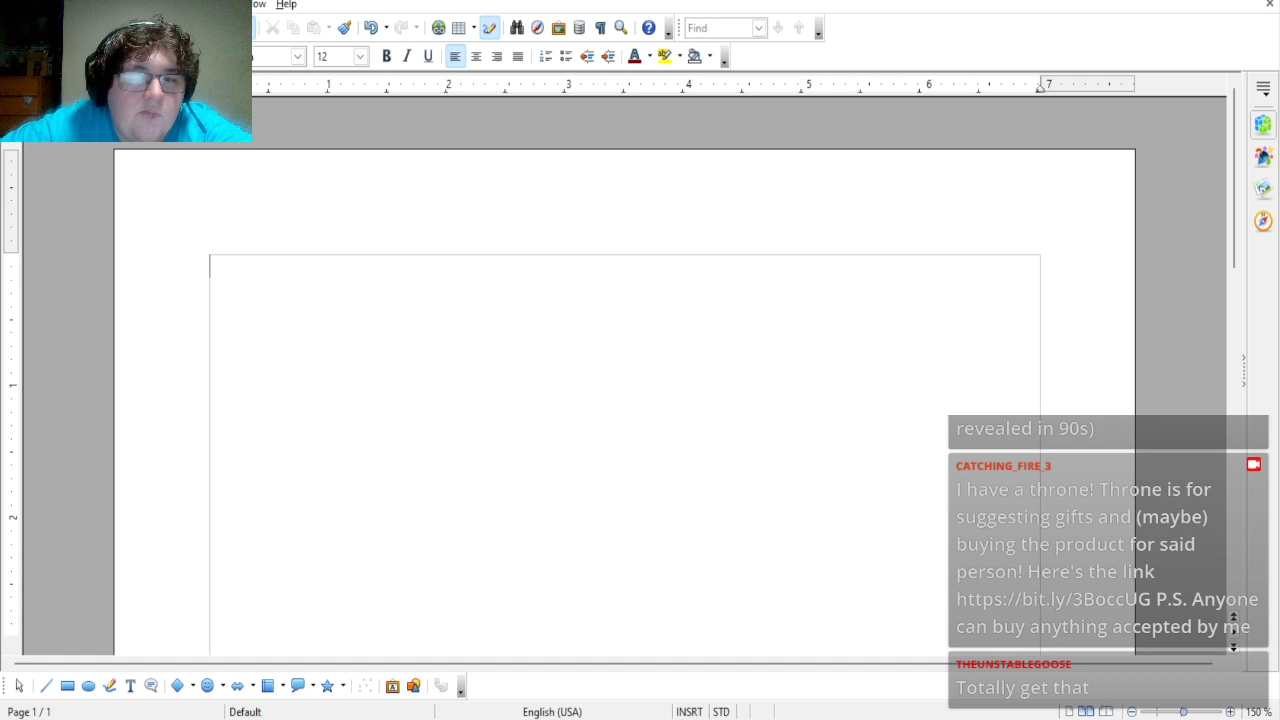 ow Help
Find
12 B I U
1 2 3 4 5 6 7
1
2
revealed in 90s)
CATCHING_FIRE_3
I have a throne! Throne is for
suggesting gifts and (maybe)
buying the product for said
person! Here's the link
https://bit.ly/3BoccUG P.S. Anyone
can buy anything accepted by me
THEUNSTABLEGOOSE
Totally get that
Page 1 / 1 Default English (USA) INSRT STD 150 %